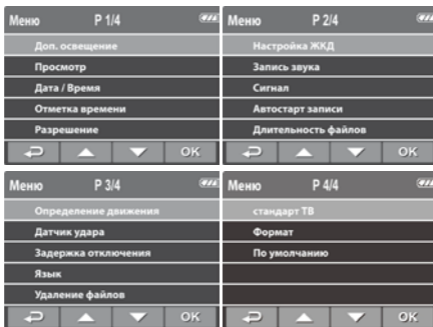 Меню P 1/4
Доп. освещение
Просмотр
Дата / Время
Отметка времени
Разрешение
OK
Меню P 2/4
Настройка ЖКД
Запись звука
Сигнал
Автостарт записи
Длительность файлов
OK
Меню P 3/4
Определение движения
Датчик удара
Задержка отключения
Язык
Удаление файлов
OK
Меню P 4/4
стандарт ТВ
Формат
По умолчанию
OK